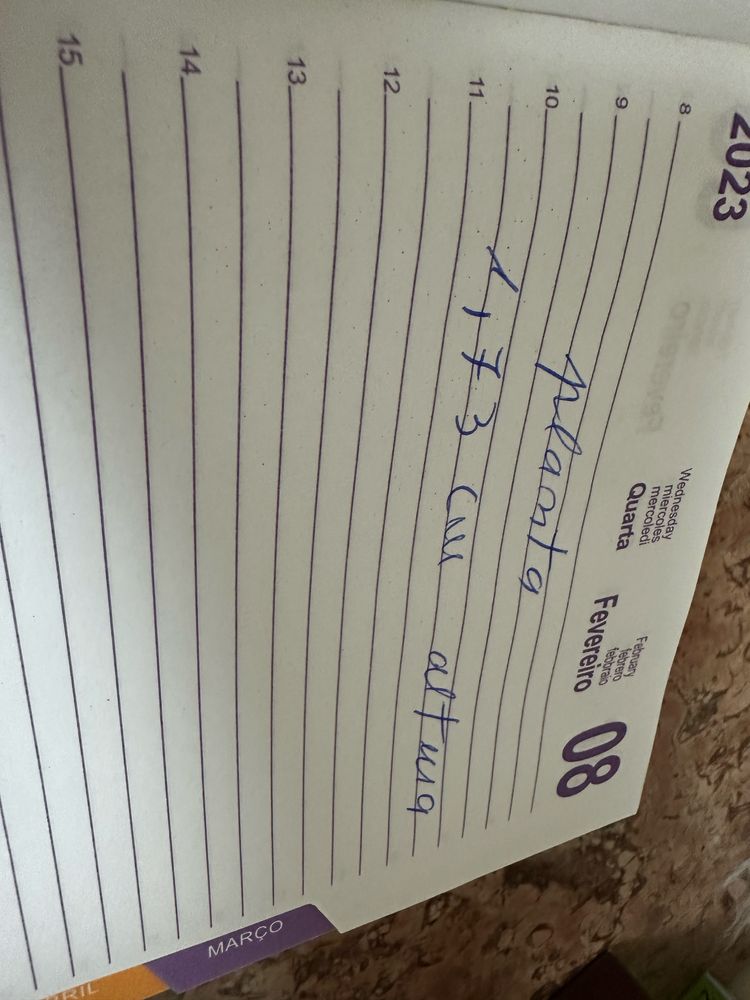 2023
Wednesday
miercoles
mercoledì
Quarta
February
febrero
febbraio
Fevereiro
08
8
9
planta
10
1,73 cm altura
11
12
13
14
15
MARÇO